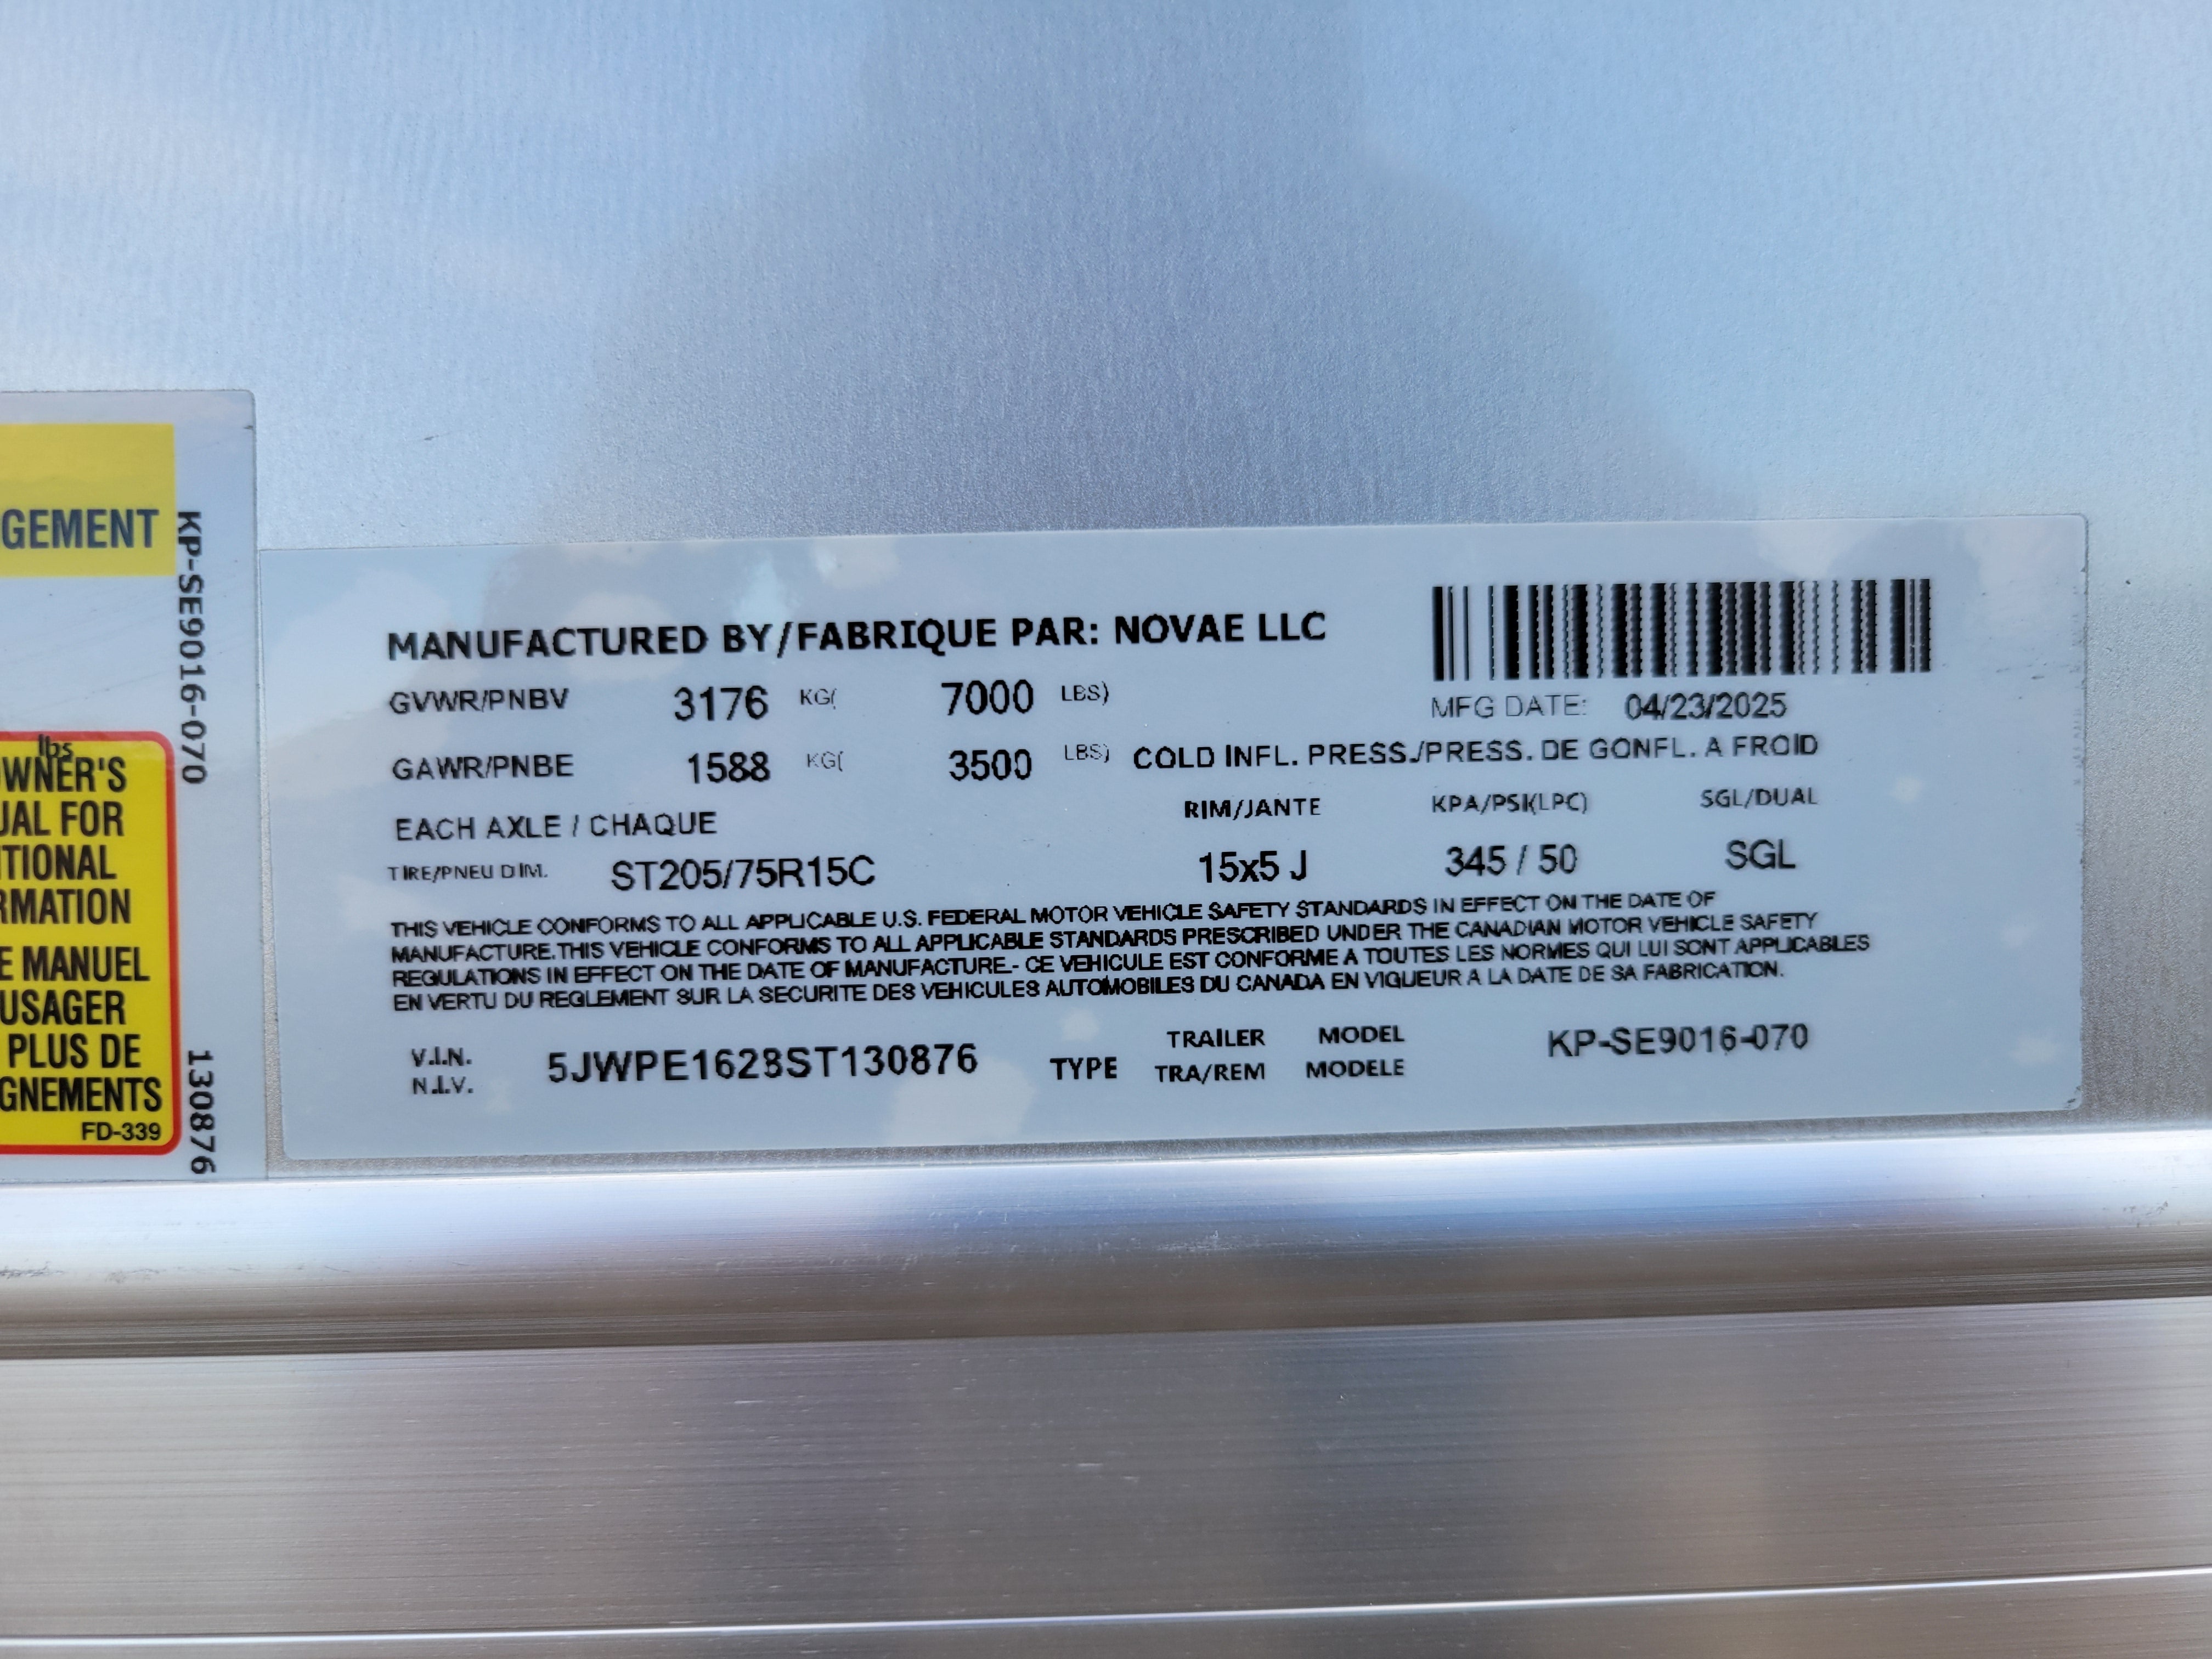 GEMENT
KP-SE9016-070
lbs
OWNER'S
UAL FOR
ITIONAL
RMATION
E MANUEL
USAGER
PLUS DE
GNEMENTS
FD-339
130876
MANUFACTURED BY/FABRIQUE PAR: NOVAE LLC
GVWR/PNBV 3176 KG( 7000 LBS)
MFG DATE: 04/23/2025
GAWR/PNBE 1588 KG( 3500 LBS) COLD INFL. PRESS./PRESS. DE GONFL. A FROID
EACH AXLE / CHAQUE RIM/JANTE KPA/PSI(LPC) SGL/DUAL
TIRE/PNEU DIM. ST205/75R15C 15x5 J 345 / 50 SGL
THIS VEHICLE CONFORMS TO ALL APPLICABLE U.S. FEDERAL MOTOR VEHICLE SAFETY STANDARDS IN EFFECT ON THE DATE OF
MANUFACTURE.THIS VEHICLE CONFORMS TO ALL APPLICABLE STANDARDS PRESCRIBED UNDER THE CANADIAN MOTOR VEHICLE SAFETY
REGULATIONS IN EFFECT ON THE DATE OF MANUFACTURE.- CE VEHICULE EST CONFORME A TOUTES LES NORMES QUI LUI SONT APPLICABLES
EN VERTU DU REGLEMENT SUR LA SECURITE DES VEHICULES AUTOMOBILES DU CANADA EN VIGUEUR A LA DATE DE SA FABRICATION.
V.I.N. 5JWPE1628ST130876 TYPE TRAILER MODEL KP-SE9016-070
N.I.V. TRA/REM MODELE